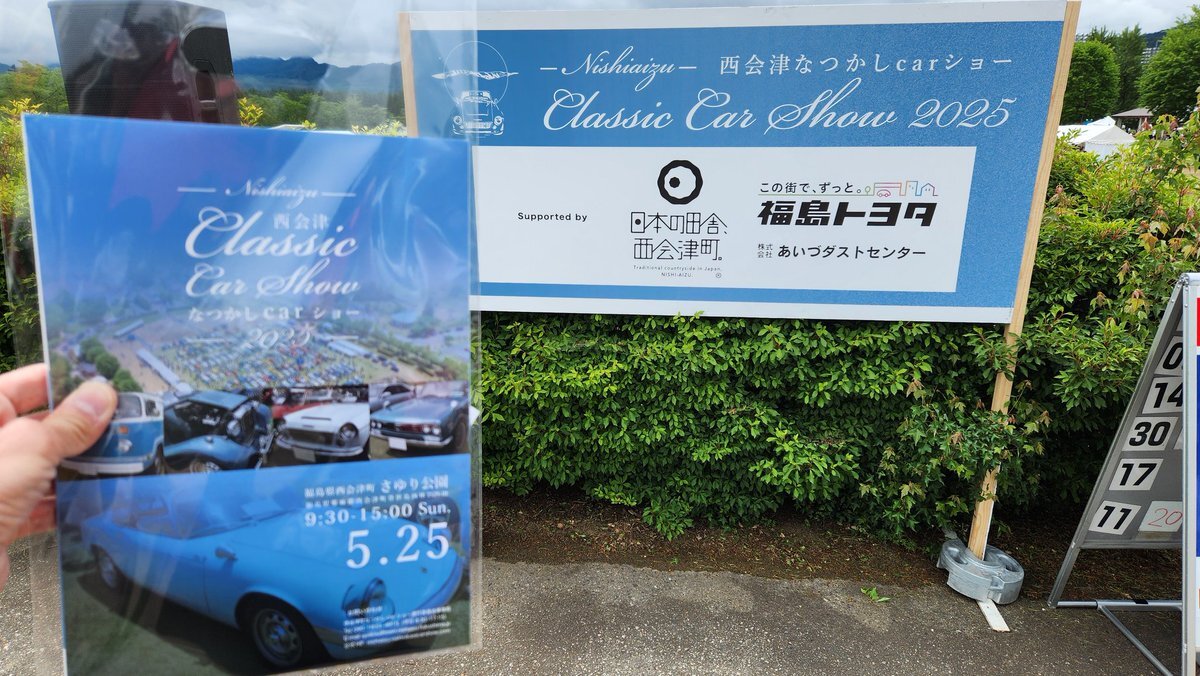 Nishiaizu
西会津
Classic
Car Show
なつかしcarショー
2025
福島県西会津町 さゆり公園
9:30-15:00 Sun.
5.25
Nishiaizu 西会津なつかしcarショー
Classic Car Show 2025
Supported by
日本の田舎、
西会津町。
Traditional countryside in Japan,
NISHI-AIZU.
この街で、ずっと。
福島トヨタ
株式会社 あいづダストセンター
0
14
30
17
11
20